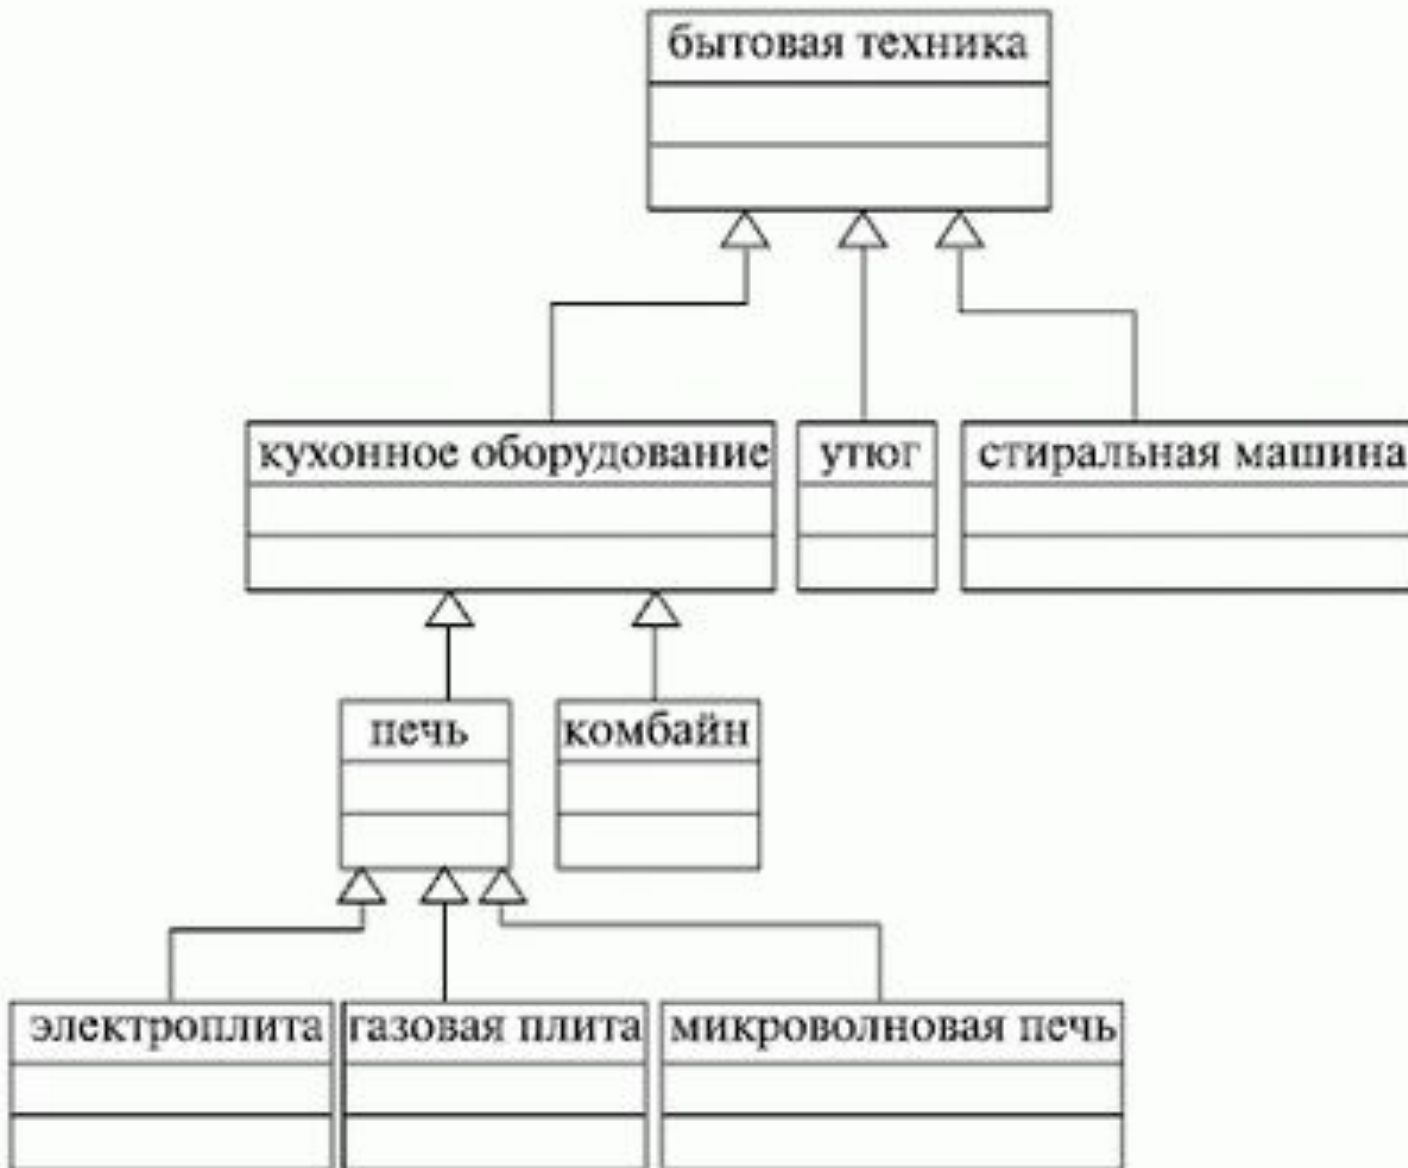 бытовая техника
кухонное оборудование
утюг
стиральная машина
печь
комбайн
электроплита
газовая плита
микроволновая печь